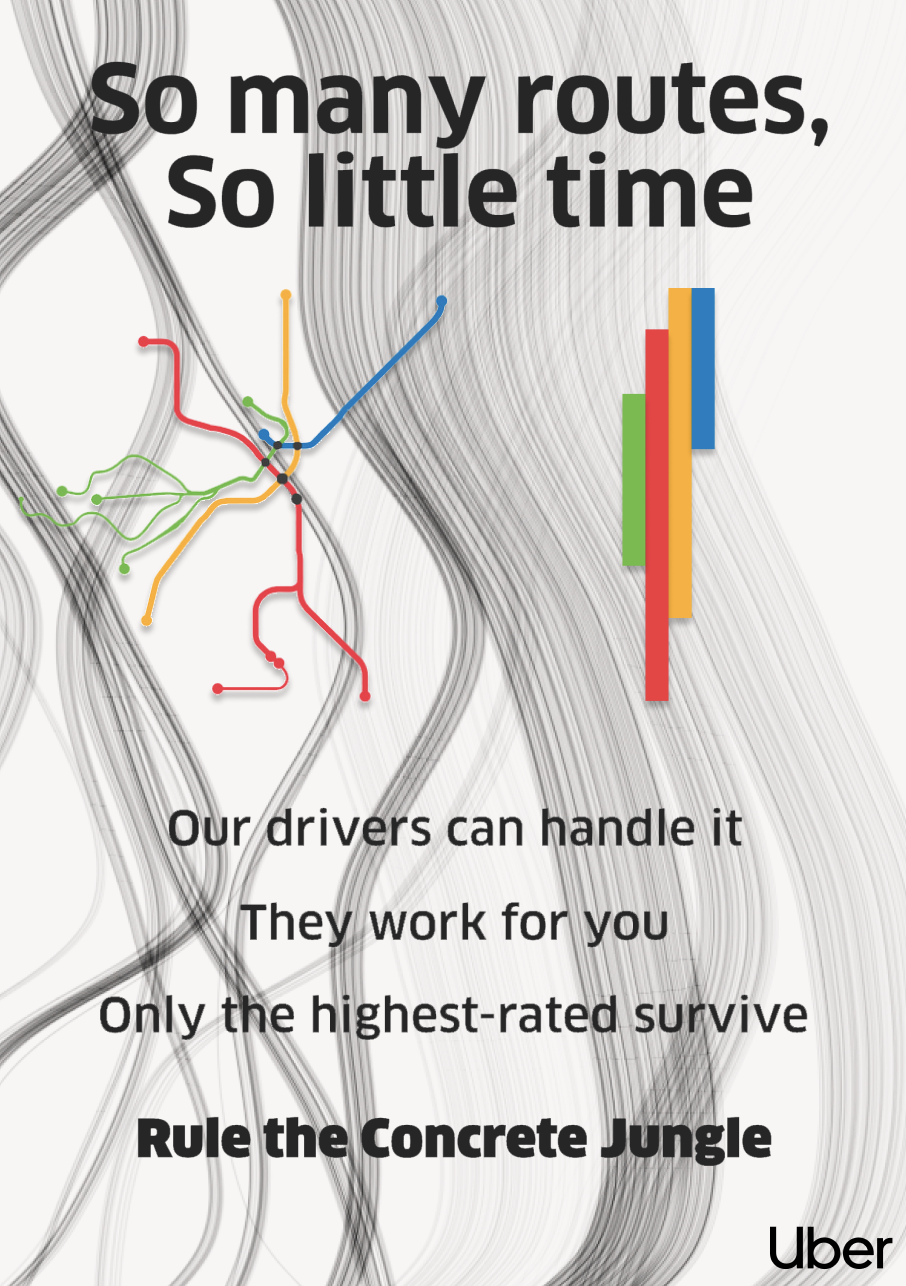 So many routes,
So little time
Our drivers can handle it
They work for you
Only the highest-rated survive
Rule the Concrete Jungle
Uber